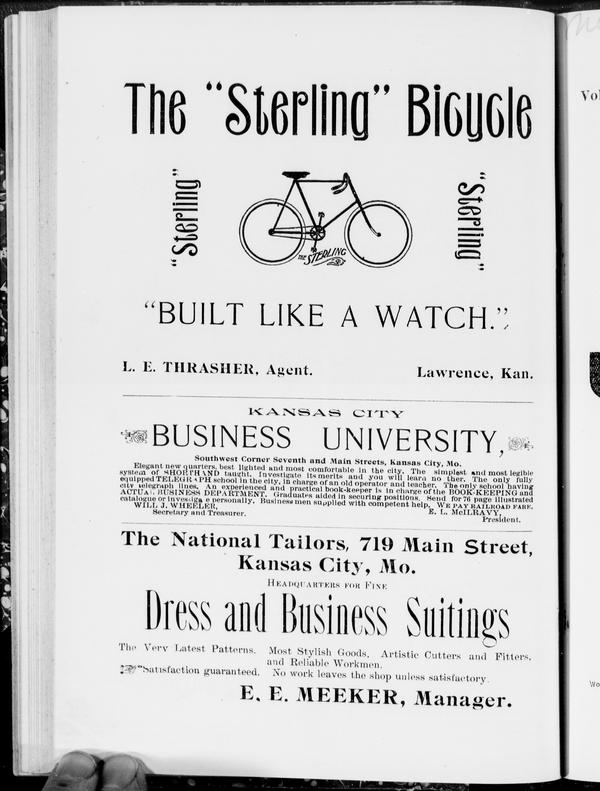 The "Sterling" Bicycle
"Sterling"
"Sterling"
THE STERLING
"BUILT LIKE A WATCH."
L. E. THRASHER, Agent. Lawrence, Kan.
KANSAS CITY
BUSINESS UNIVERSITY,
Southwest Corner Seventh and Main Streets, Kansas City, Mo.
Elegant new quarters, best lighted and most comfortable in the city. The simplest and most legible
system of SHORTHAND taught. Investigate its merits and you will learn no ther. The only fully
equipped TELEGRAPH school in the city, in charge of an old operator and teacher. The only school having
city telegraph lines. An experienced and practical book-keeper is in charge of the BOOK-KEEPING and
ACTUAL BUSINESS DEPARTMENT. Graduates aided in securing positions. Send for 76 page illustrated
catalogue or investiga e personally. Business men supplied with competent help. WE PAY RAILROAD FARE.
WILL J. WHEELER, E. L. McILRAVY,
Secretary and Treasurer. President.
The National Tailors, 719 Main Street,
Kansas City, Mo.
HEADQUARTERS FOR FINE
Dress and Business Suitings
The Very Latest Patterns. Most Stylish Goods. Artistic Cutters and Fitters,
and Reliable Workmen.
Satisfaction guaranteed. No work leaves the shop unless satisfactory.
E. E. MEEKER, Manager.
Vol
Wo